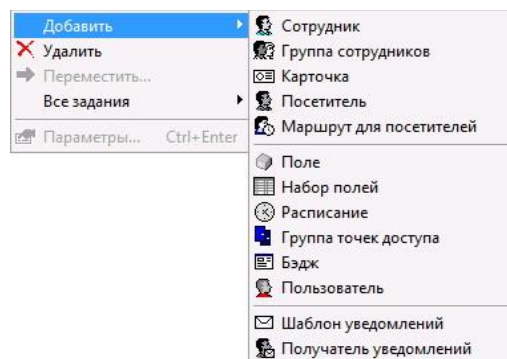 Добавить
Удалить
Переместить...
Все задания
Параметры... Ctrl+Enter
Сотрудник
Группа сотрудников
Карточка
Посетитель
Маршрут для посетителей
Поле
Набор полей
Расписание
Группа точек доступа
Бэдж
Пользователь
Шаблон уведомлений
Получатель уведомлений